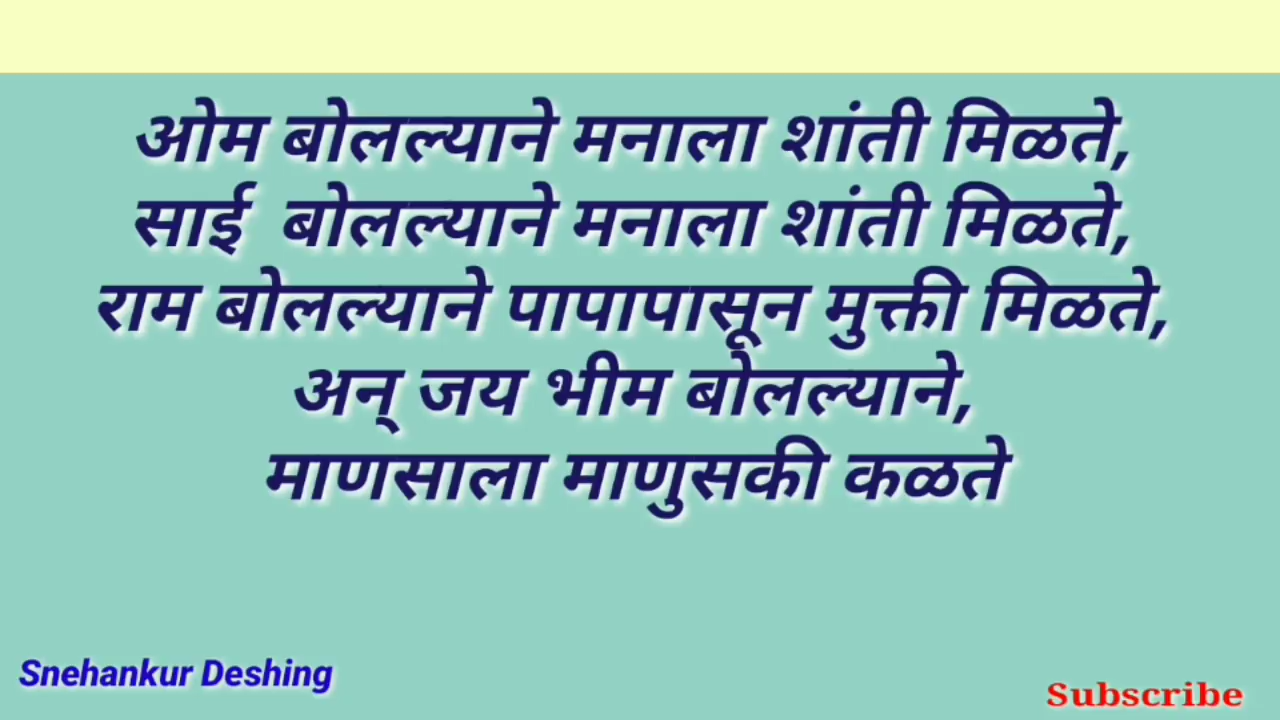 ओम बोलल्याने मनाला शांती मिळते,
साई बोलल्याने मनाला शांती मिळते,
राम बोलल्याने पापापासून मुक्ती मिळते,
अन् जय भीम बोलल्याने,
माणसाला माणुसकी कळते
Snehankur Deshing
Subscribe